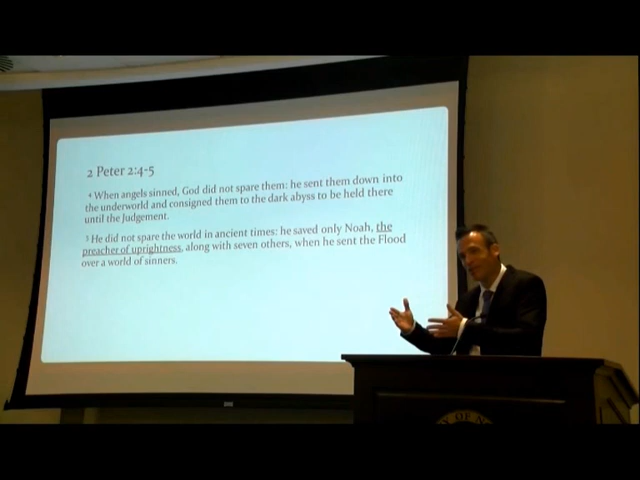 2 Peter 2:4-5
4 When angels sinned, God did not spare them: he sent them down into
the underworld and consigned them to the dark abyss to be held there
until the Judgement.
5 He did not spare the world in ancient times: he saved only Noah, the
preacher of uprightness, along with seven others, when he sent the Flood
over a world of sinners.
Y OF N